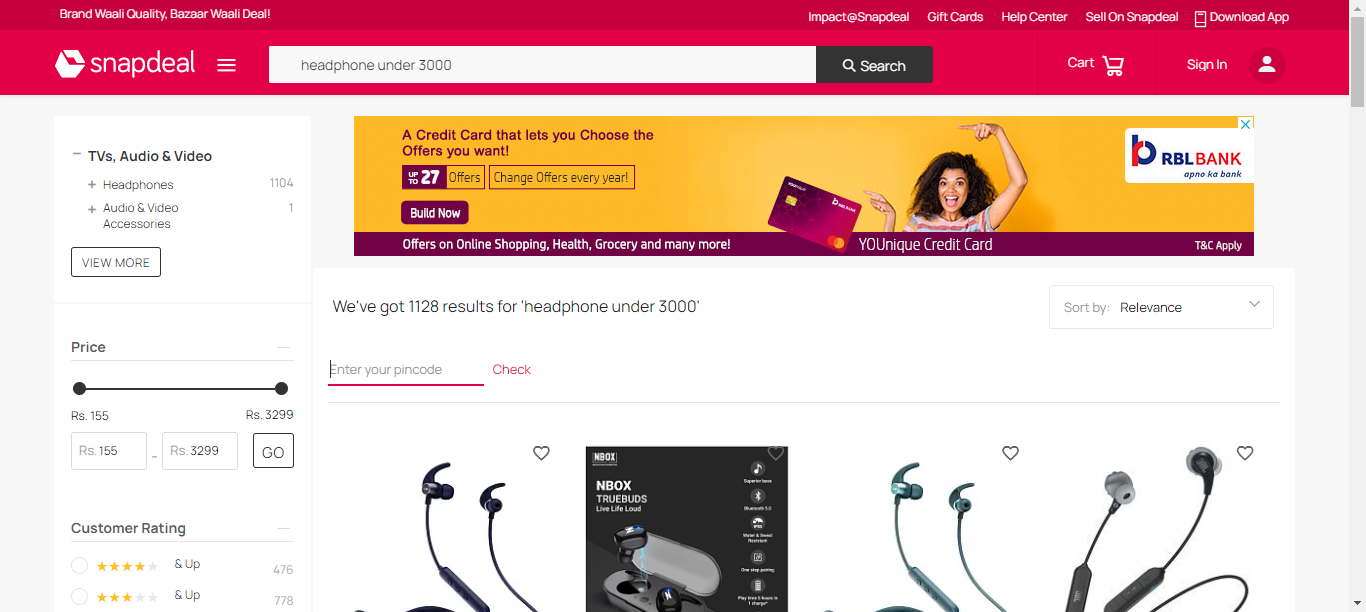 Brand Waali Quality, Bazaar Waali Deal!
Impact@Snapdeal Gift Cards Help Center Sell On Snapdeal Download App
snapdeal
headphone under 3000
Search
Cart
Sign In
TVs, Audio & Video
Headphones 1104
Audio & Video 1
Accessories
VIEW MORE
Price
Rs. 155 Rs. 3299
Rs. 155 - Rs. 3299 GO
Customer Rating
& Up 476
& Up 778
A Credit Card that lets you Choose the
Offers you want!
UP TO 27 Offers Change Offers every year!
Build Now
Offers on Online Shopping, Health, Grocery and many more!
YOUnique Credit Card
T&C Apply
RBLBANK
apno ka bank
We've got 1128 results for 'headphone under 3000'
Sort by: Relevance
Enter your pincode Check
NBOX
NBOX
TRUEBUDS
Live Life Loud
Superior bass
Bluetooth 5.0
Water & Sweat
Resistant
One step pairing
Play time 5 hours in
1 charge*